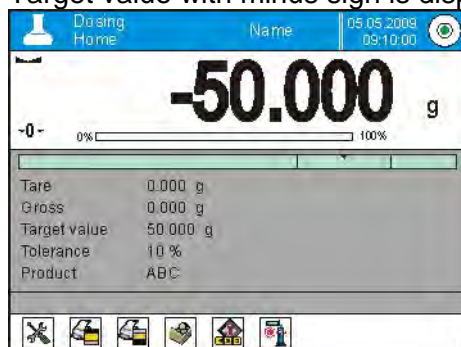 Target value with minus sign is disp
Dosing Name 05.05.2009
Home 09:10:00
-50.000 g
-0- 0% 100%
Tare 0.000 g
Gross 0.000 g
Target value 50.000 g
Tolerance 10 %
Product ABC